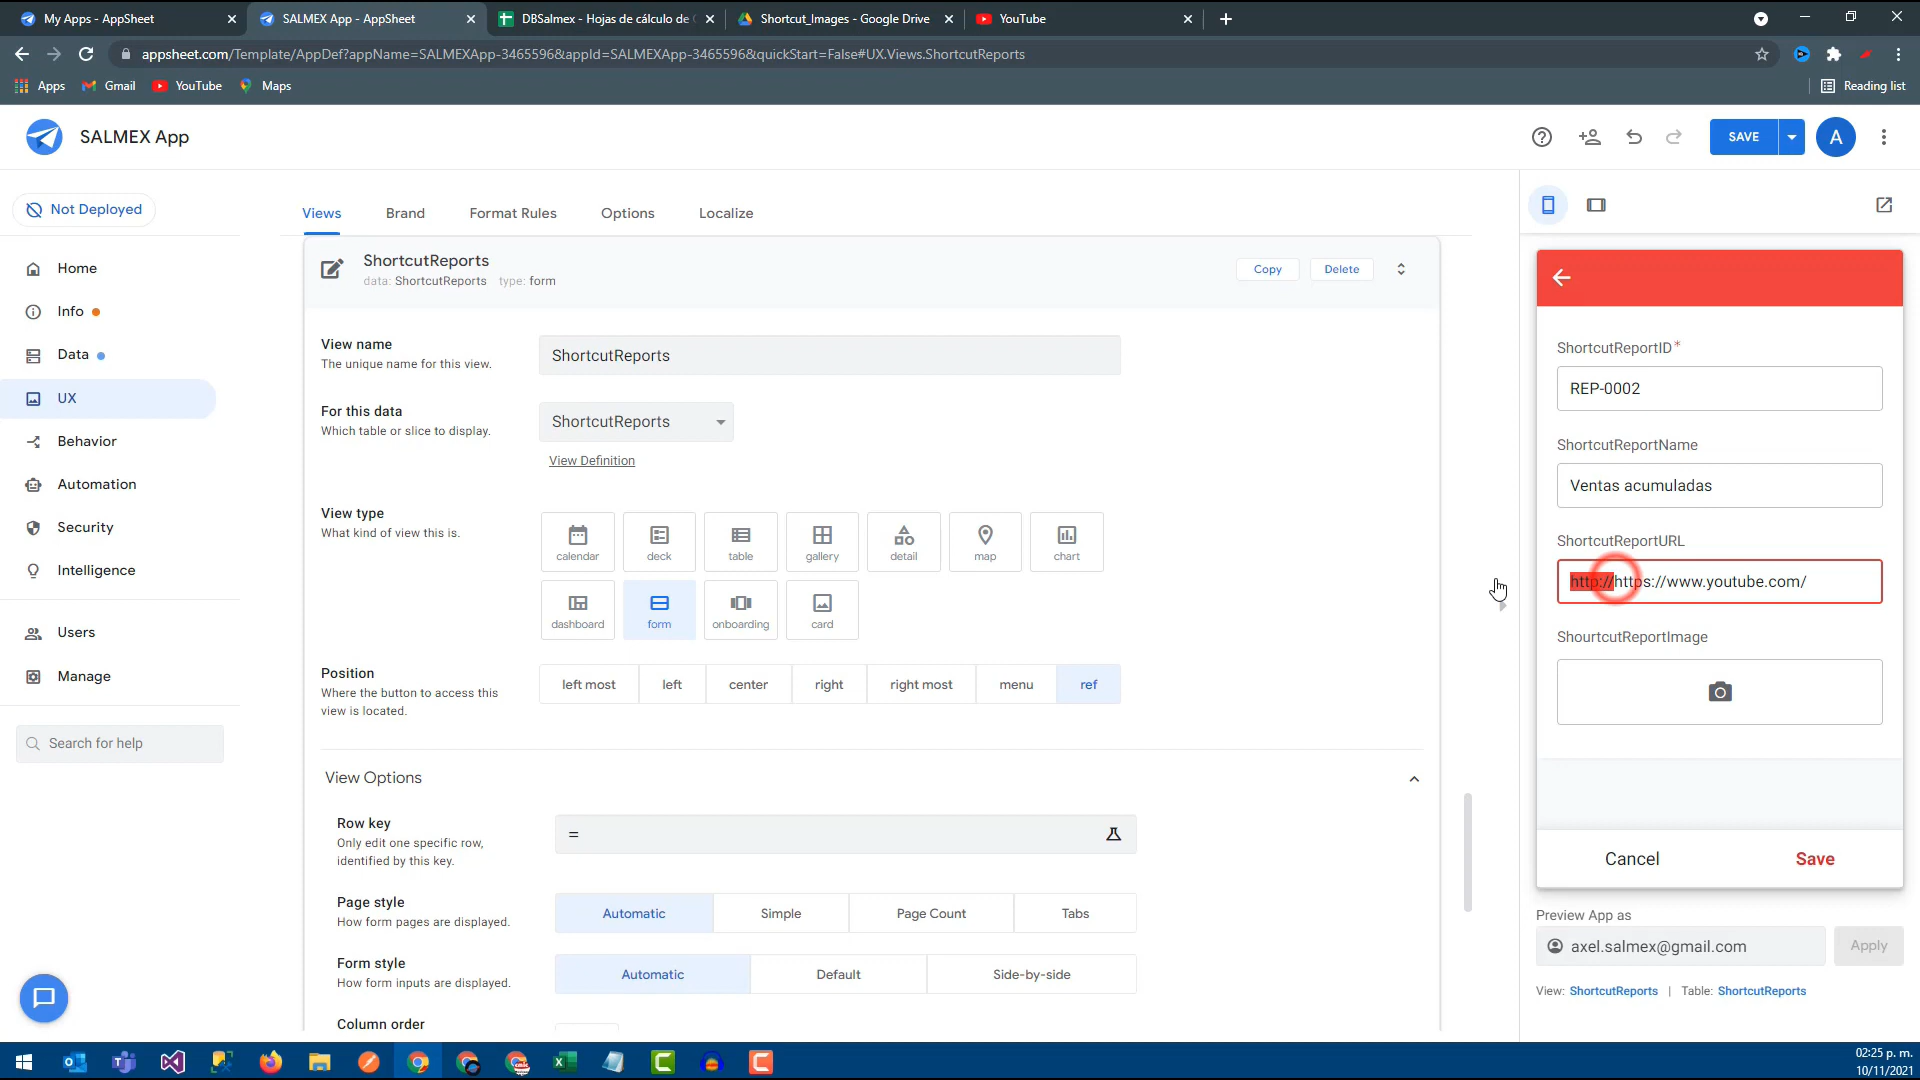 My Apps - AppSheet
SALMEX App - AppSheet
DBSalmex - Hojas de cálculo de
Shortcut_Images - Google Drive
YouTube
appsheet.com/Template/AppDef?appName=SALMEXApp-3465596&appId=SALMEXApp-3465596&quickStart=False#UX.Views.ShortcutReports
Apps
Gmail
YouTube
Maps
Reading list
SALMEX App
SAVE
A
Not Deployed
Home
Info
Data
UX
Behavior
Automation
Security
Intelligence
Users
Manage
Search for help
Views
Brand
Format Rules
Options
Localize
ShortcutReports
data: ShortcutReports type: form
Copy
Delete
View name
The unique name for this view.
ShortcutReports
For this data
Which table or slice to display.
ShortcutReports
View Definition
View type
What kind of view this is.
calendar
deck
table
gallery
detail
map
chart
dashboard
form
onboarding
card
Position
Where the button to access this
view is located.
left most
left
center
right
right most
menu
ref
View Options
Row key
Only edit one specific row,
identified by this key.
=
Page style
How form pages are displayed.
Automatic
Simple
Page Count
Tabs
Form style
How form inputs are displayed.
Automatic
Default
Side-by-side
Column order
ShortcutReportID*
REP-0002
ShortcutReportName
Ventas acumuladas
ShortcutReportURL
http://https://www.youtube.com/
ShourtcutReportImage
Cancel
Save
Preview App as
axel.salmex@gmail.com
Apply
View: ShortcutReports | Table: ShortcutReports
02:25 p. m.
10/11/2021